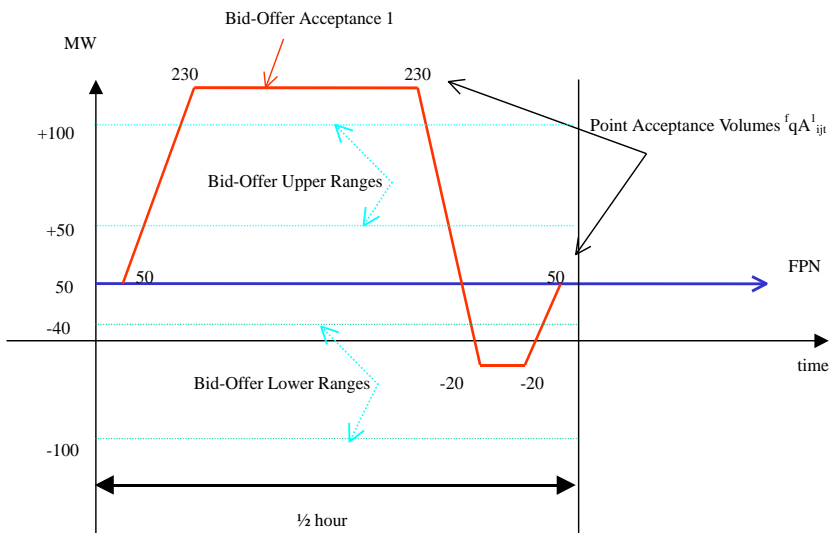 Bid-Offer Acceptance 1
MW
230
230
+100
Point Acceptance Volumes ᶠqA¹ᵢⱼₜ
Bid-Offer Upper Ranges
+50
50
50
FPN
50
-40
time
Bid-Offer Lower Ranges
-20
-20
-100
½ hour